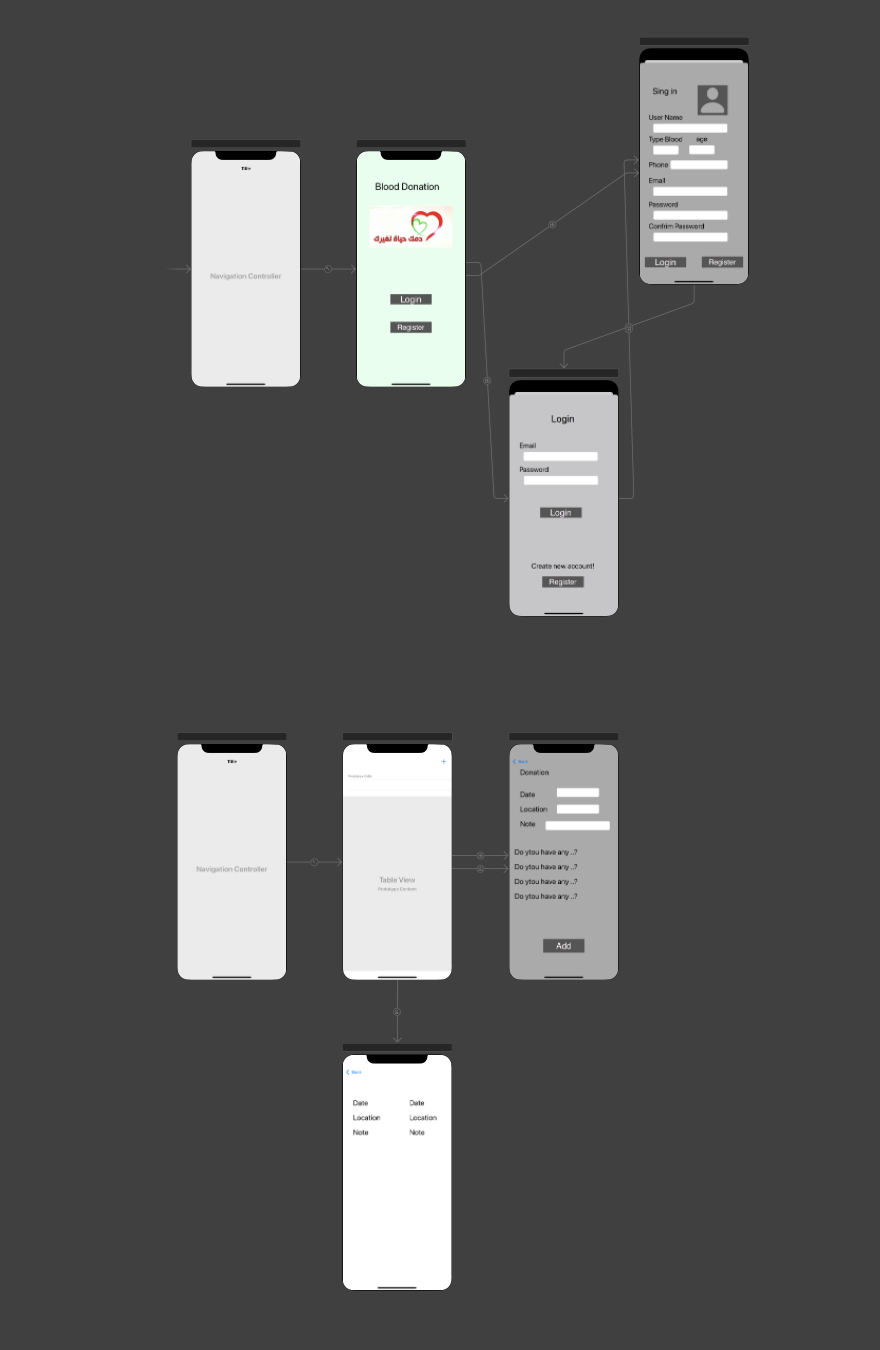 Sing in
User Name
Type Blood age
Phone
Email
Password
Confrim Password
Login Register
Title
Navigation Controller
Blood Donation
دمك حياة لغيرك
Login
Register
Login
Email
Password
Login
Create new account!
Register
Title
Navigation Controller
+
Prototype Cells
Table View
Prototype Content
Back
Donation
Date
Location
Note
Do ytou have any ..?
Do ytou have any ..?
Do ytou have any ..?
Do ytou have any ..?
Add
Back
Date Date
Location Location
Note Note